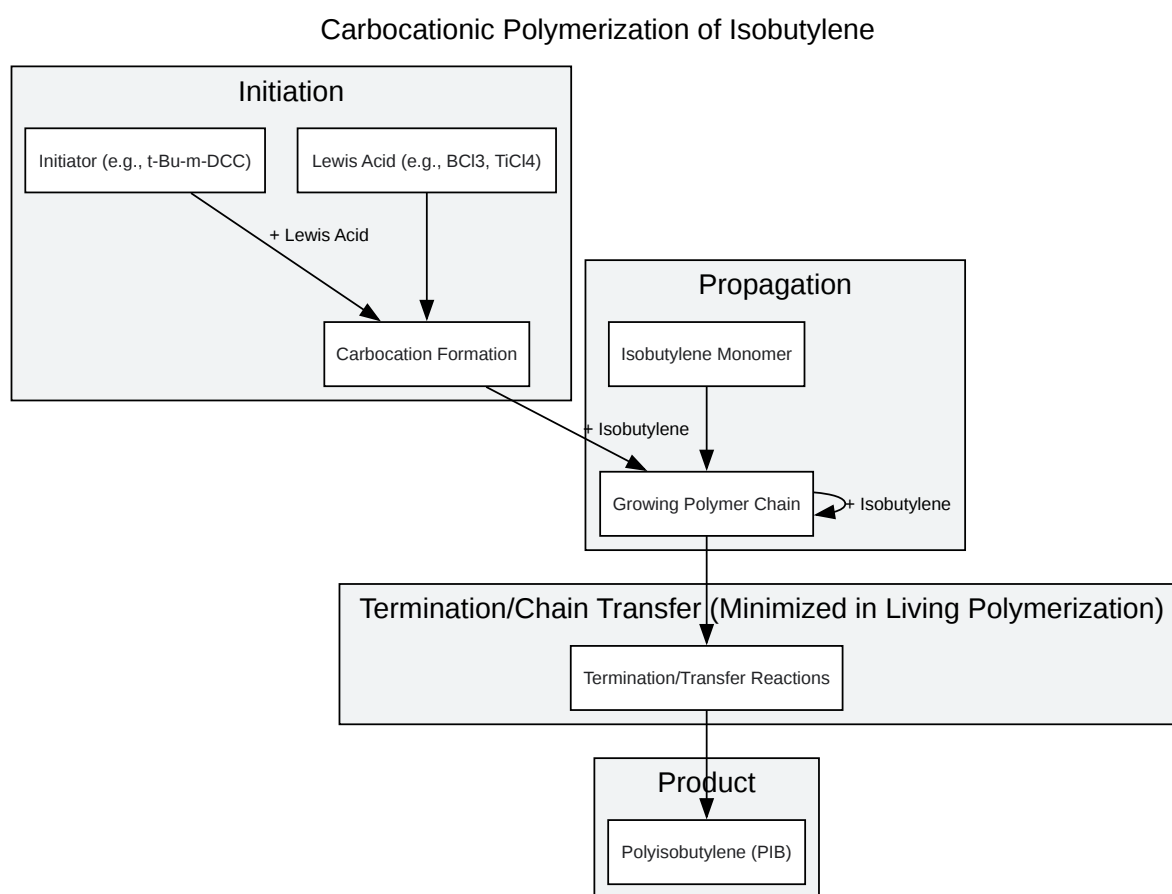 Carbocationic Polymerization of Isobutylene
Initiation
Initiator (e.g., t-Bu-m-DCC)
Lewis Acid (e.g., BCl3, TiCl4)
+ Lewis Acid
Carbocation Formation
Propagation
Isobutylene Monomer
+ Isobutylene
Growing Polymer Chain
+ Isobutylene
Termination/Chain Transfer (Minimized in Living Polymerization)
Termination/Transfer Reactions
Product
Polyisobutylene (PIB)